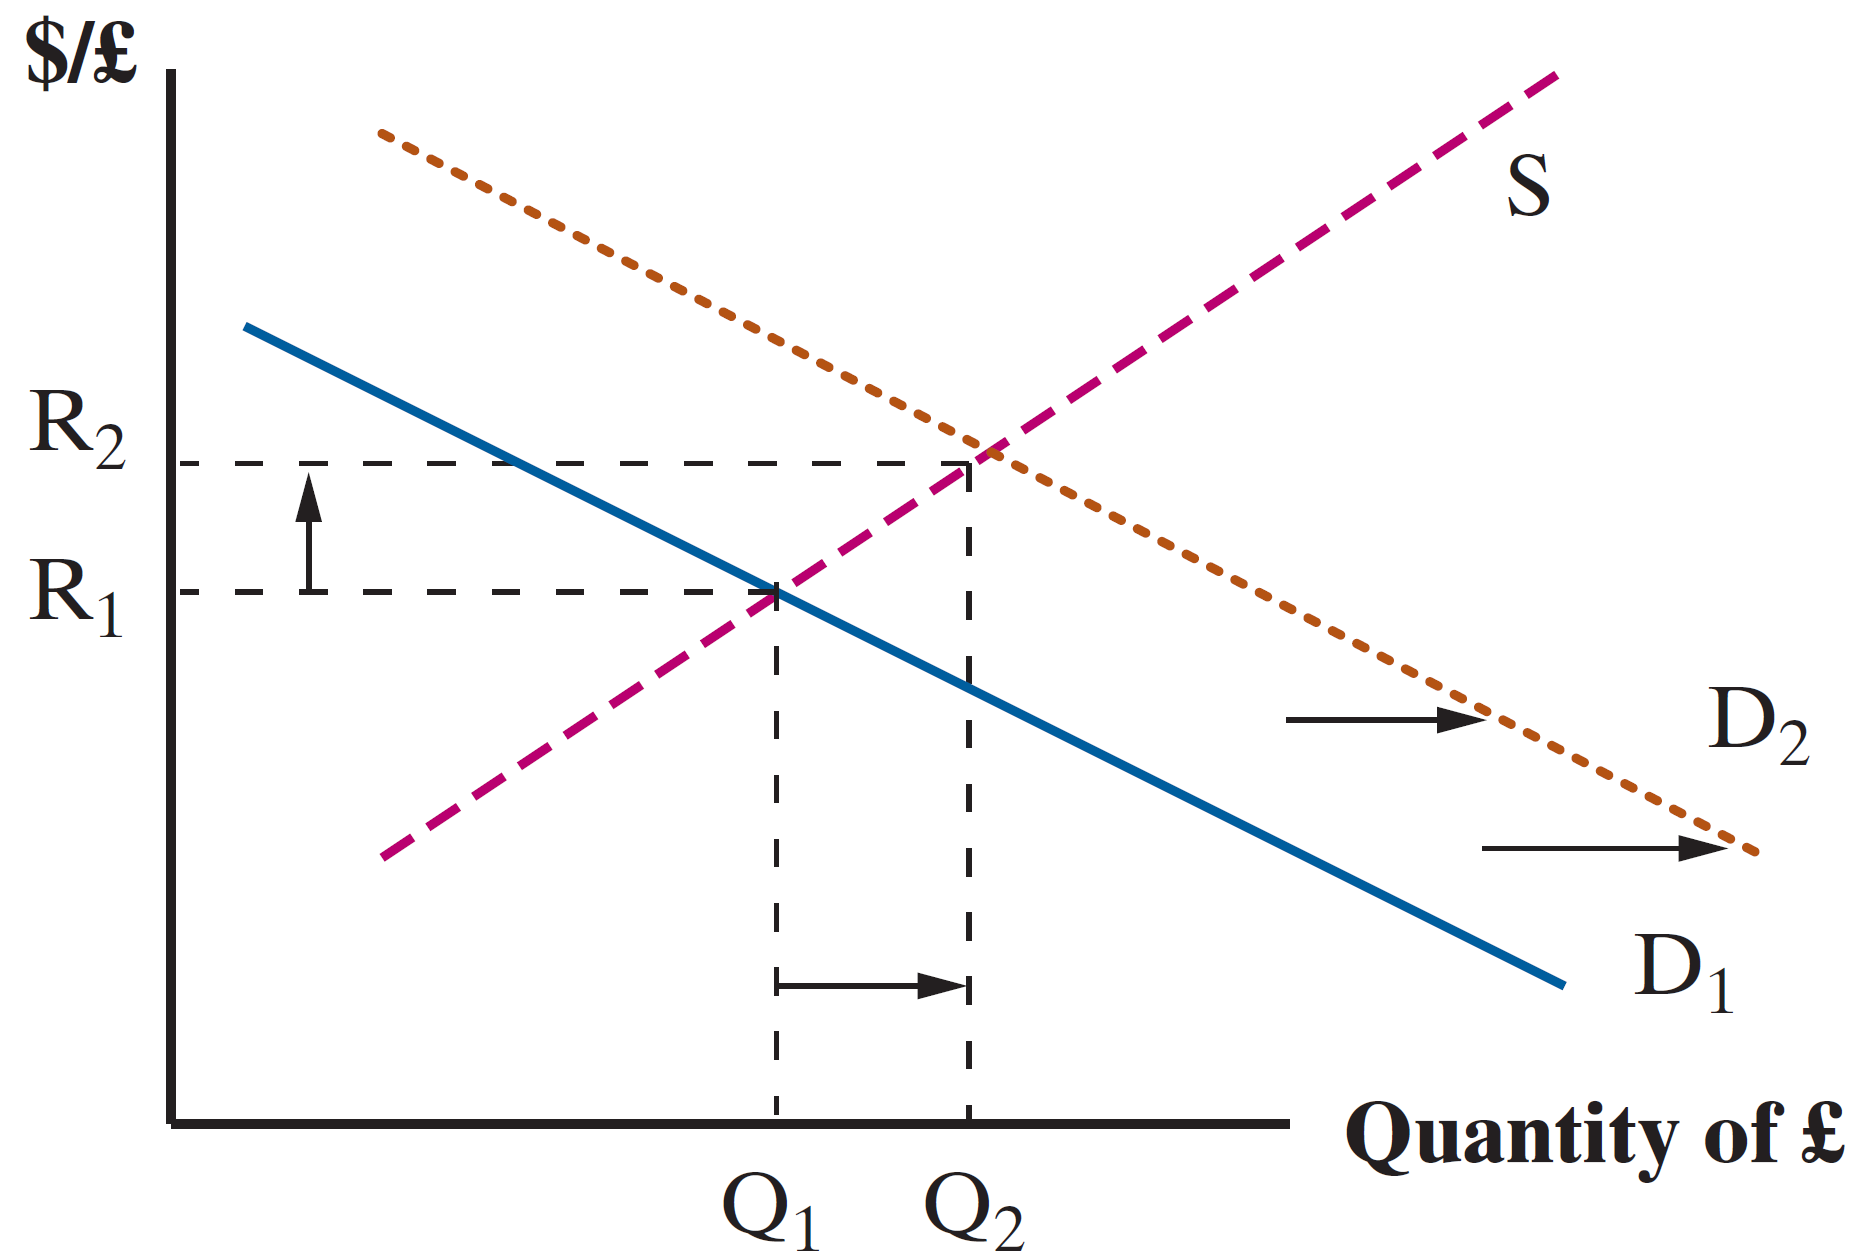 $/£
S
R₂
R₁
D₂
D₁
Quantity of £
Q₁ Q₂